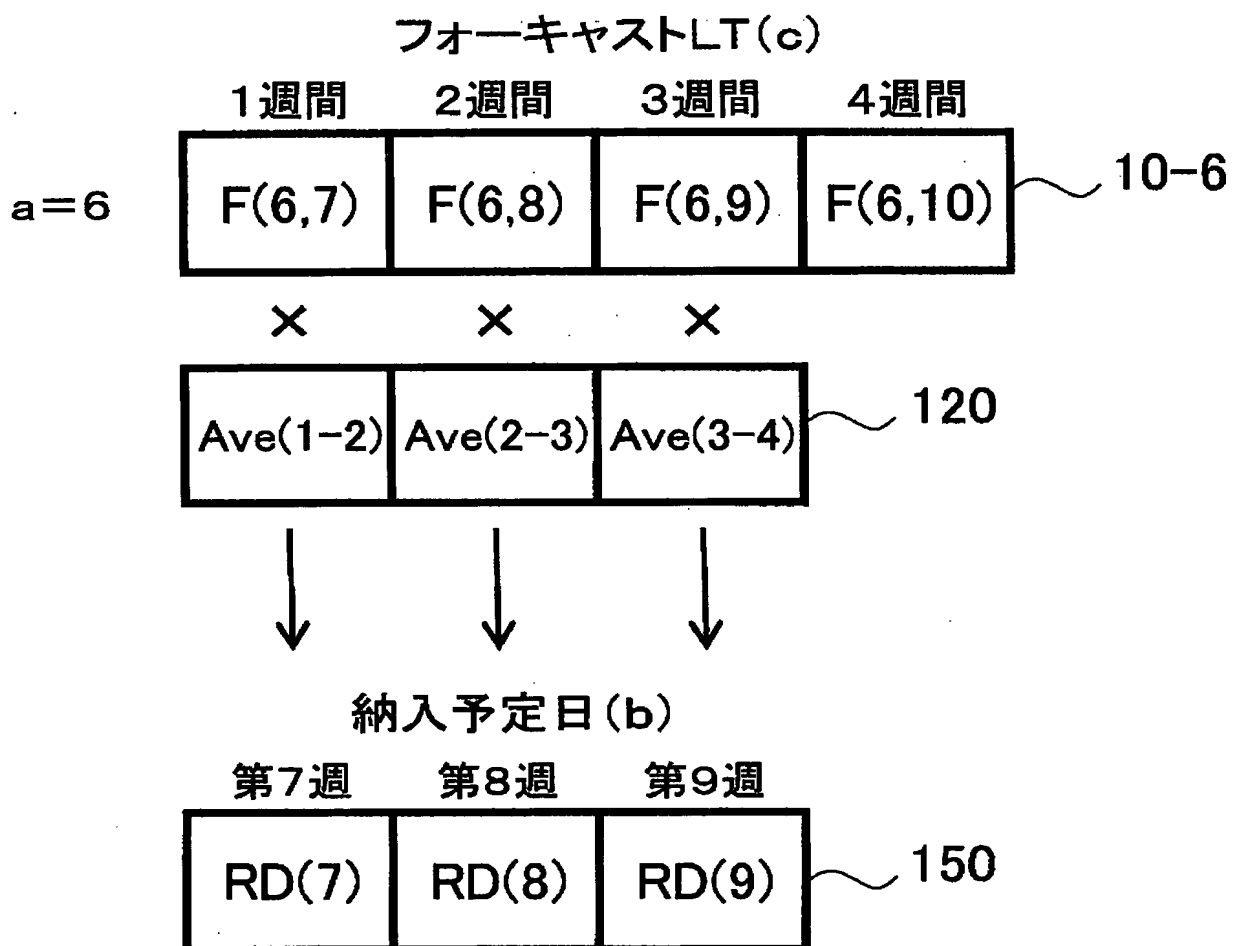 フォーキャストLT(c)
1週間 2週間 3週間 4週間
a=6 F(6,7) F(6,8) F(6,9) F(6,10) 10-6
× × ×
Ave(1-2) Ave(2-3) Ave(3-4) 120
納入予定日(b)
第7週 第8週 第9週
RD(7) RD(8) RD(9) 150